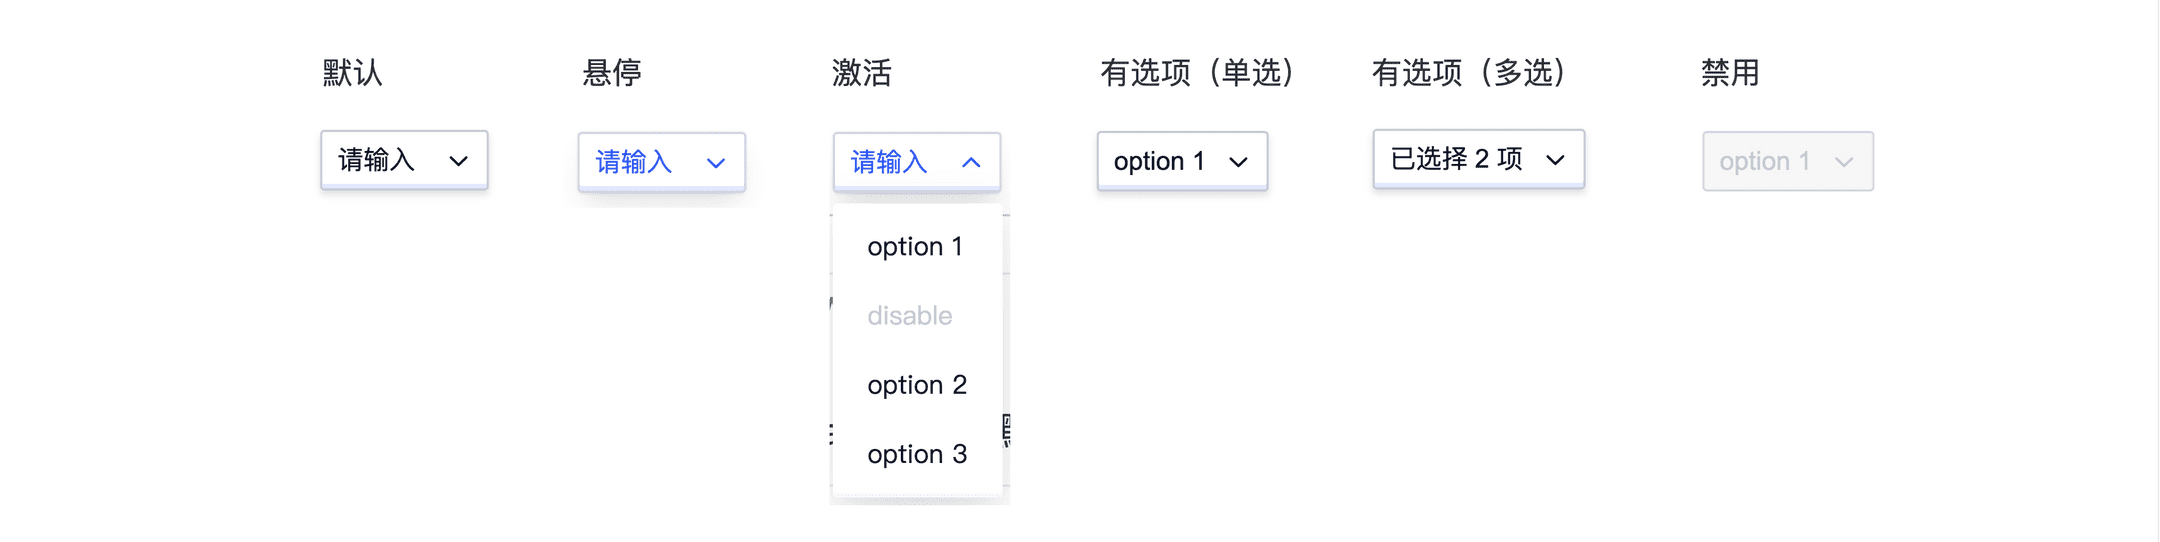 默认
悬停
激活
有选项（单选）
有选项（多选）
禁用
请输入
请输入
请输入
option 1
已选择 2 项
option 1
option 1
disable
option 2
option 3